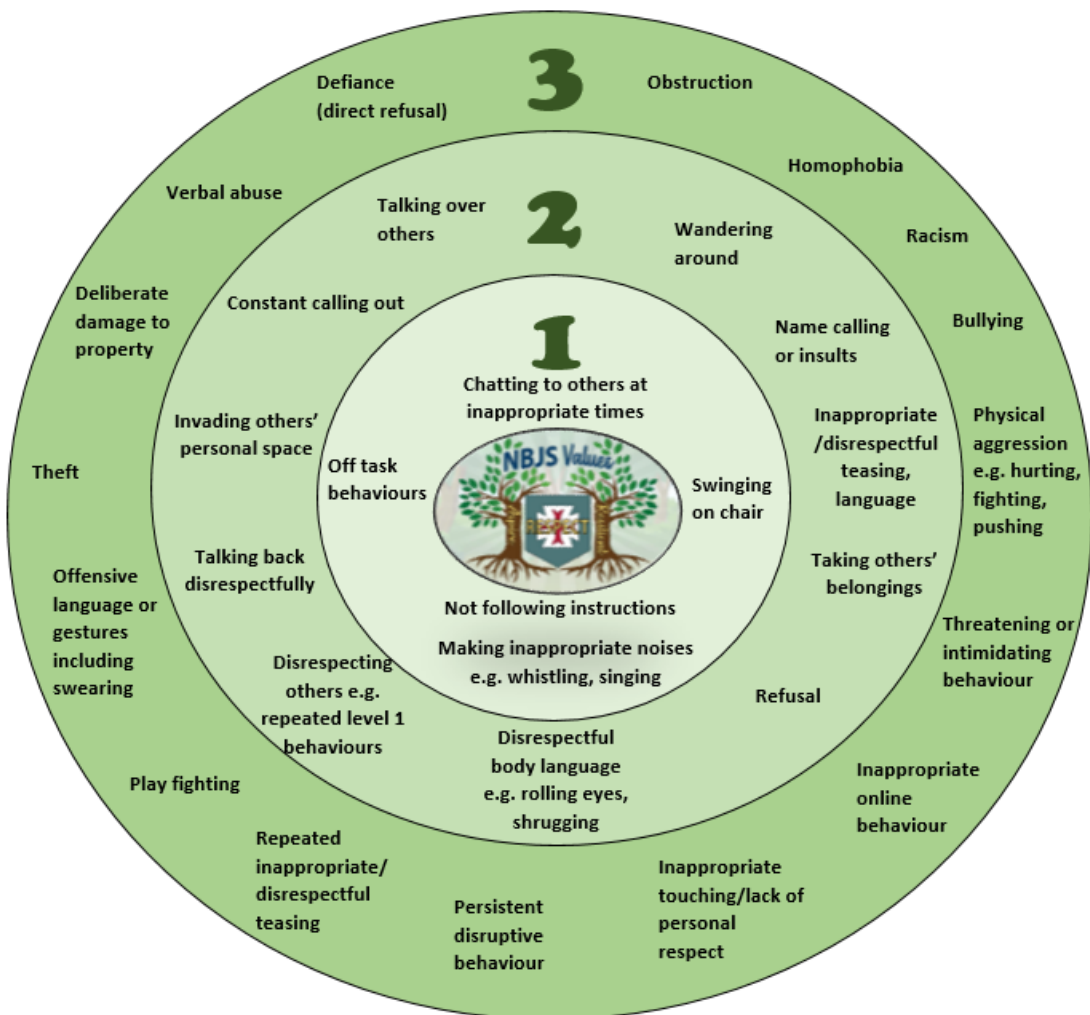 3
Defiance
(direct refusal)
Obstruction
Verbal abuse
Homophobia
Racism
Deliberate
damage to
property
Bullying
Theft
Physical
aggression
e.g. hurting,
fighting,
pushing
Offensive
language or
gestures
including
swearing
Threatening or
intimidating
behaviour
Play fighting
Inappropriate
online
behaviour
Repeated
inappropriate/
disrespectful
teasing
Persistent
disruptive
behaviour
Inappropriate
touching/lack of
personal
respect
2
Talking over
others
Wandering
around
Constant calling out
Name calling
or insults
Invading others’
personal space
Inappropriate
/disrespectful
teasing,
language
Talking back
disrespectfully
Taking others’
belongings
Disrespecting
others e.g.
repeated level 1
behaviours
Refusal
Disrespectful
body language
e.g. rolling eyes,
shrugging
1
Chatting to others at
inappropriate times
Off task
behaviours
NBJS Values
RESPECT
Swinging
on chair
Not following instructions
Making inappropriate noises
e.g. whistling, singing